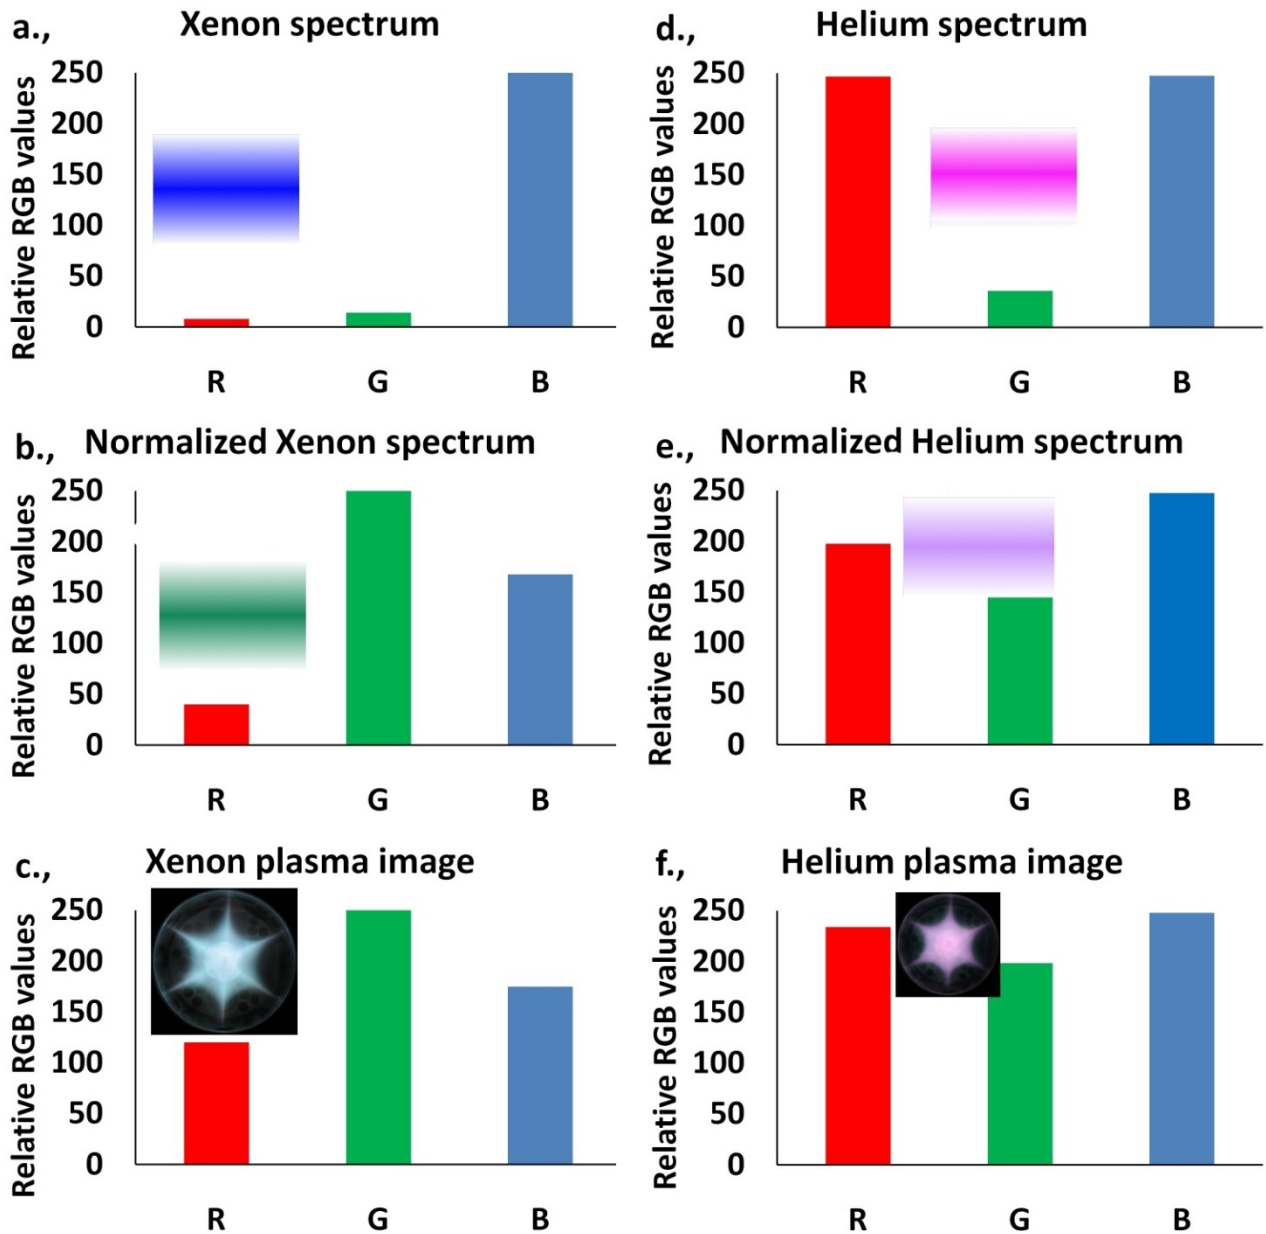 a.,
Xenon spectrum
Relative RGB values
250
200
150
100
50
0
R G B
d.,
Helium spectrum
Relative RGB values
250
200
150
100
50
0
R G B
b.,
Normalized Xenon spectrum
Relative RGB values
250
200
150
100
50
0
R G B
e.,
Normalized Helium spectrum
Relative RGB values
250
200
150
100
50
0
R G B
c.,
Xenon plasma image
Relative RGB values
250
200
150
100
50
0
R G B
f.,
Helium plasma image
Relative RGB values
250
200
150
100
50
0
R G B